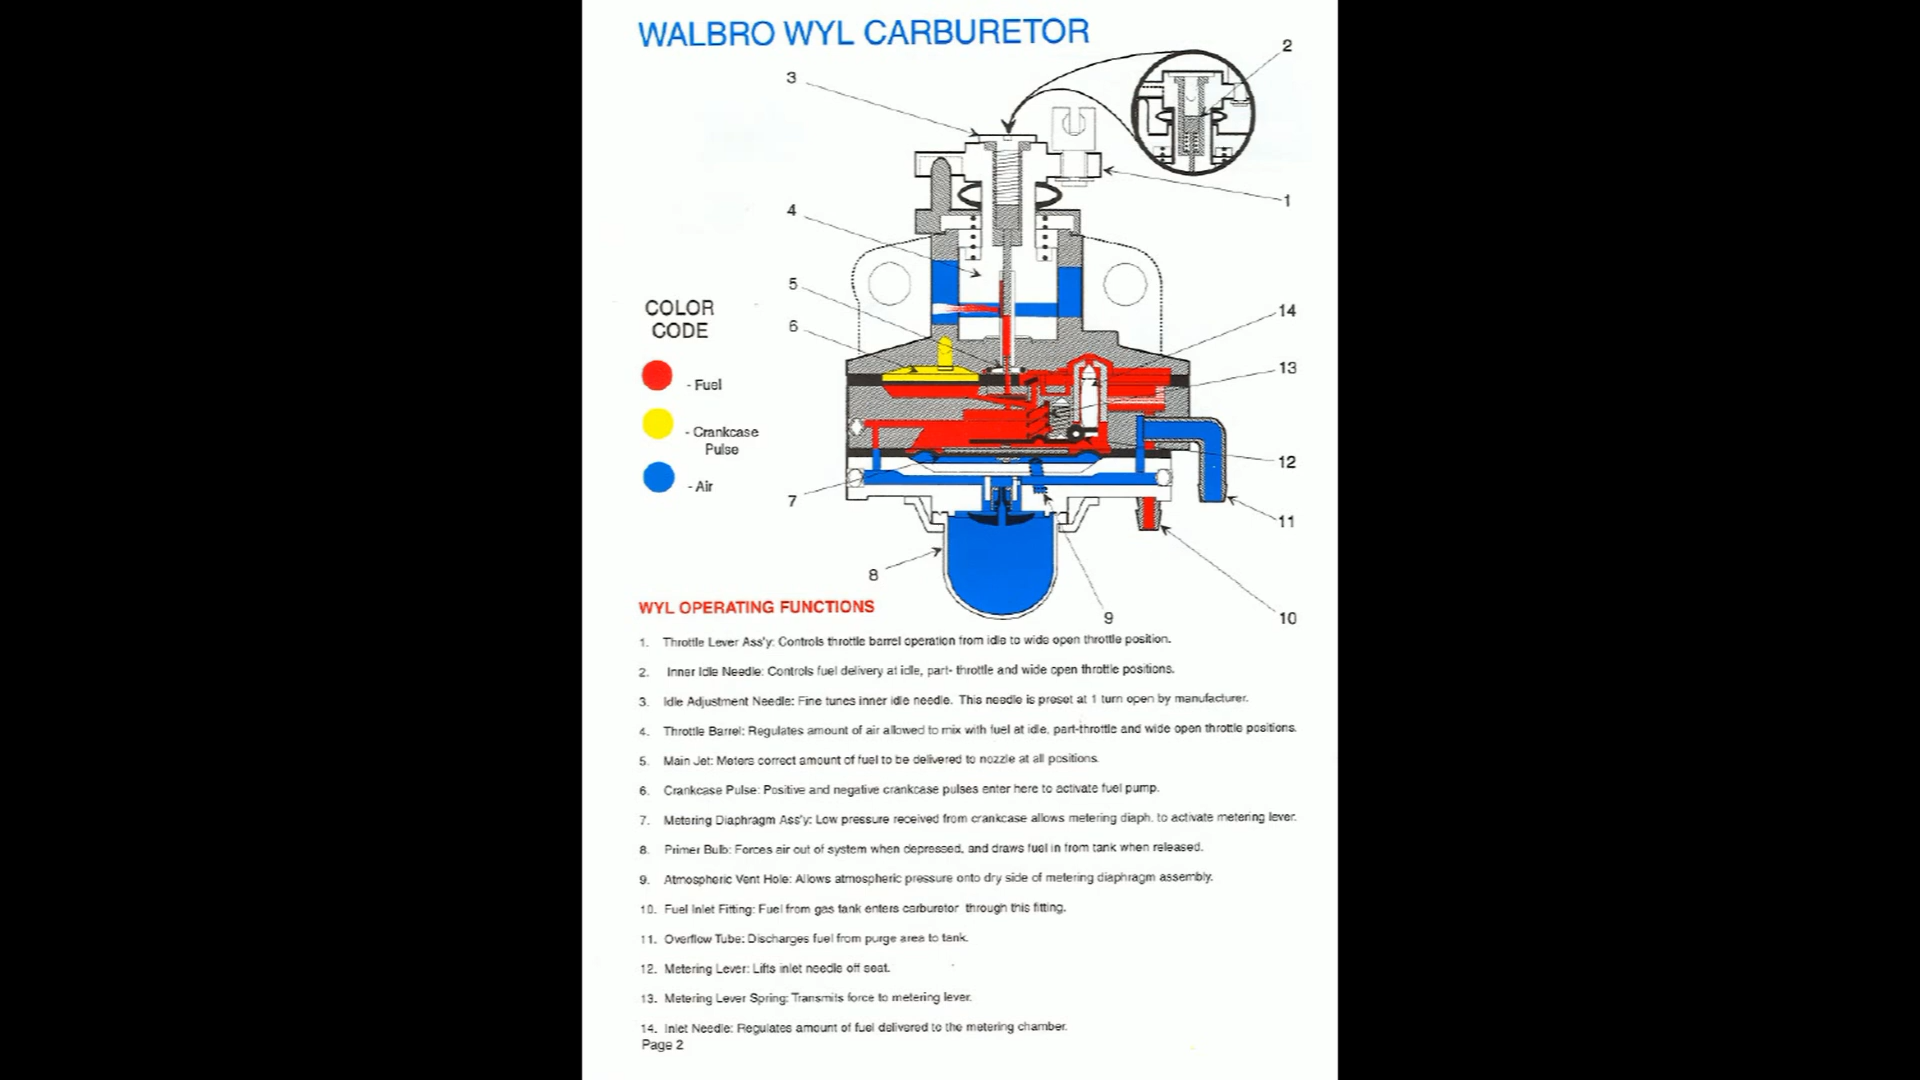 WALBRO WYL CARBURETOR
2
3
1
4
5
6
14
13
12
11
10
9
8
7
COLOR
CODE
- Fuel
- Crankcase
Pulse
- Air
WYL OPERATING FUNCTIONS
1. Throttle Lever Ass'y: Controls throttle barrel operation from idle to wide open throttle position.
2. Inner Idle Needle: Controls fuel delivery at idle, part- throttle and wide open throttle positions.
3. Idle Adjustment Needle: Fine tunes inner idle needle. This needle is preset at 1 turn open by manufacturer.
4. Throttle Barrel: Regulates amount of air allowed to mix with fuel at idle, part-throttle and wide open throttle positions.
5. Main Jet: Meters correct amount of fuel to be delivered to nozzle at all positions.
6. Crankcase Pulse: Positive and negative crankcase pulses enter here to activate fuel pump.
7. Metering Diaphragm Ass'y: Low pressure received from crankcase allows metering diaph. to activate metering lever.
8. Primer Bulb: Forces air out of system when depressed, and draws fuel in from tank when released.
9. Atmospheric Vent Hole: Allows atmospheric pressure onto dry side of metering diaphragm assembly.
10. Fuel Inlet Fitting: Fuel from gas tank enters carburetor through this fitting.
11. Overflow Tube: Discharges fuel from purge area to tank.
12. Metering Lever: Lifts inlet needle off seat.
13. Metering Lever Spring: Transmits force to metering lever.
14. Inlet Needle: Regulates amount of fuel delivered to the metering chamber.
Page 2